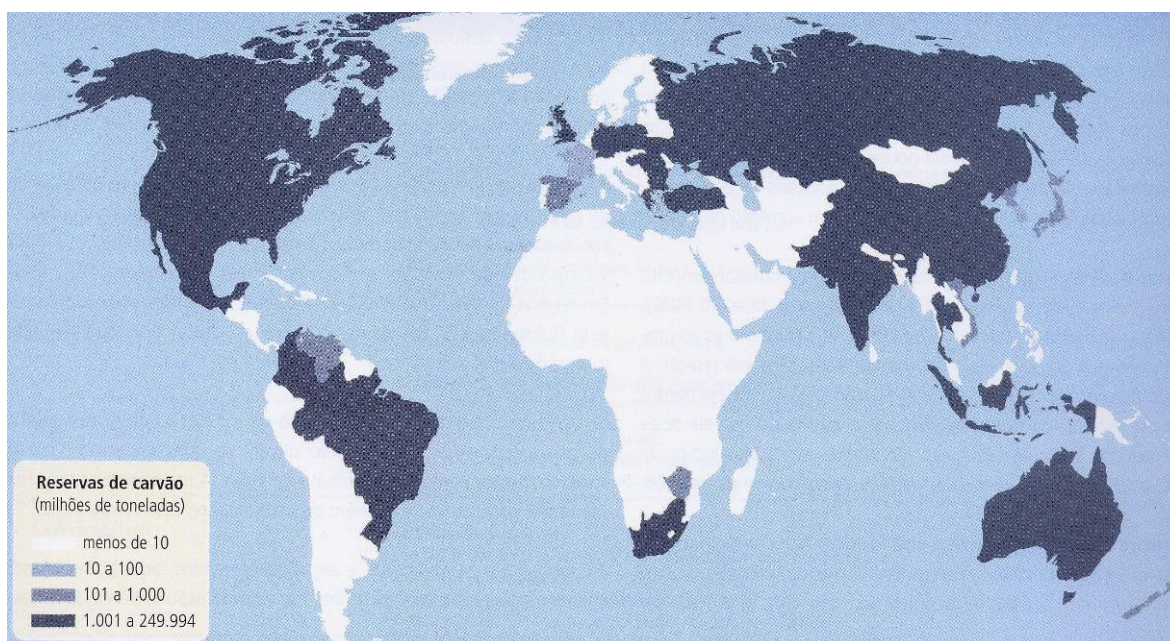 Reservas de carvão
(milhões de toneladas)
menos de 10
10 a 100
101 a 1.000
1.001 a 249.994